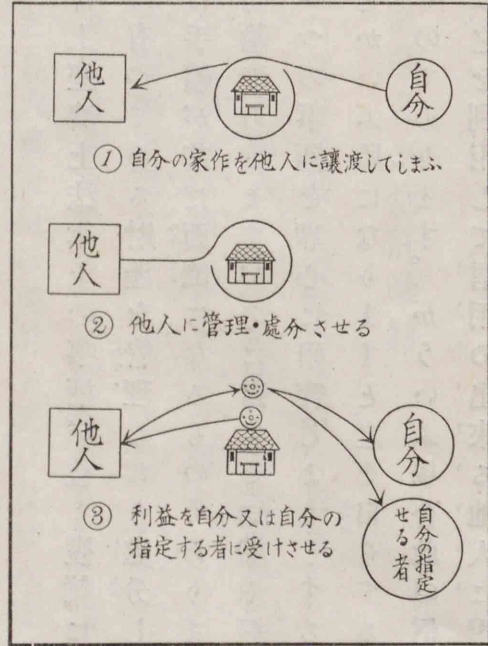 他人
自分
① 自分の家作を他人に譲渡してしまふ
他人
② 他人に管理・處分させる
他人
自分
③ 利益を自分又は自分の
指定する者に受けさせる
自分の指定
せる者